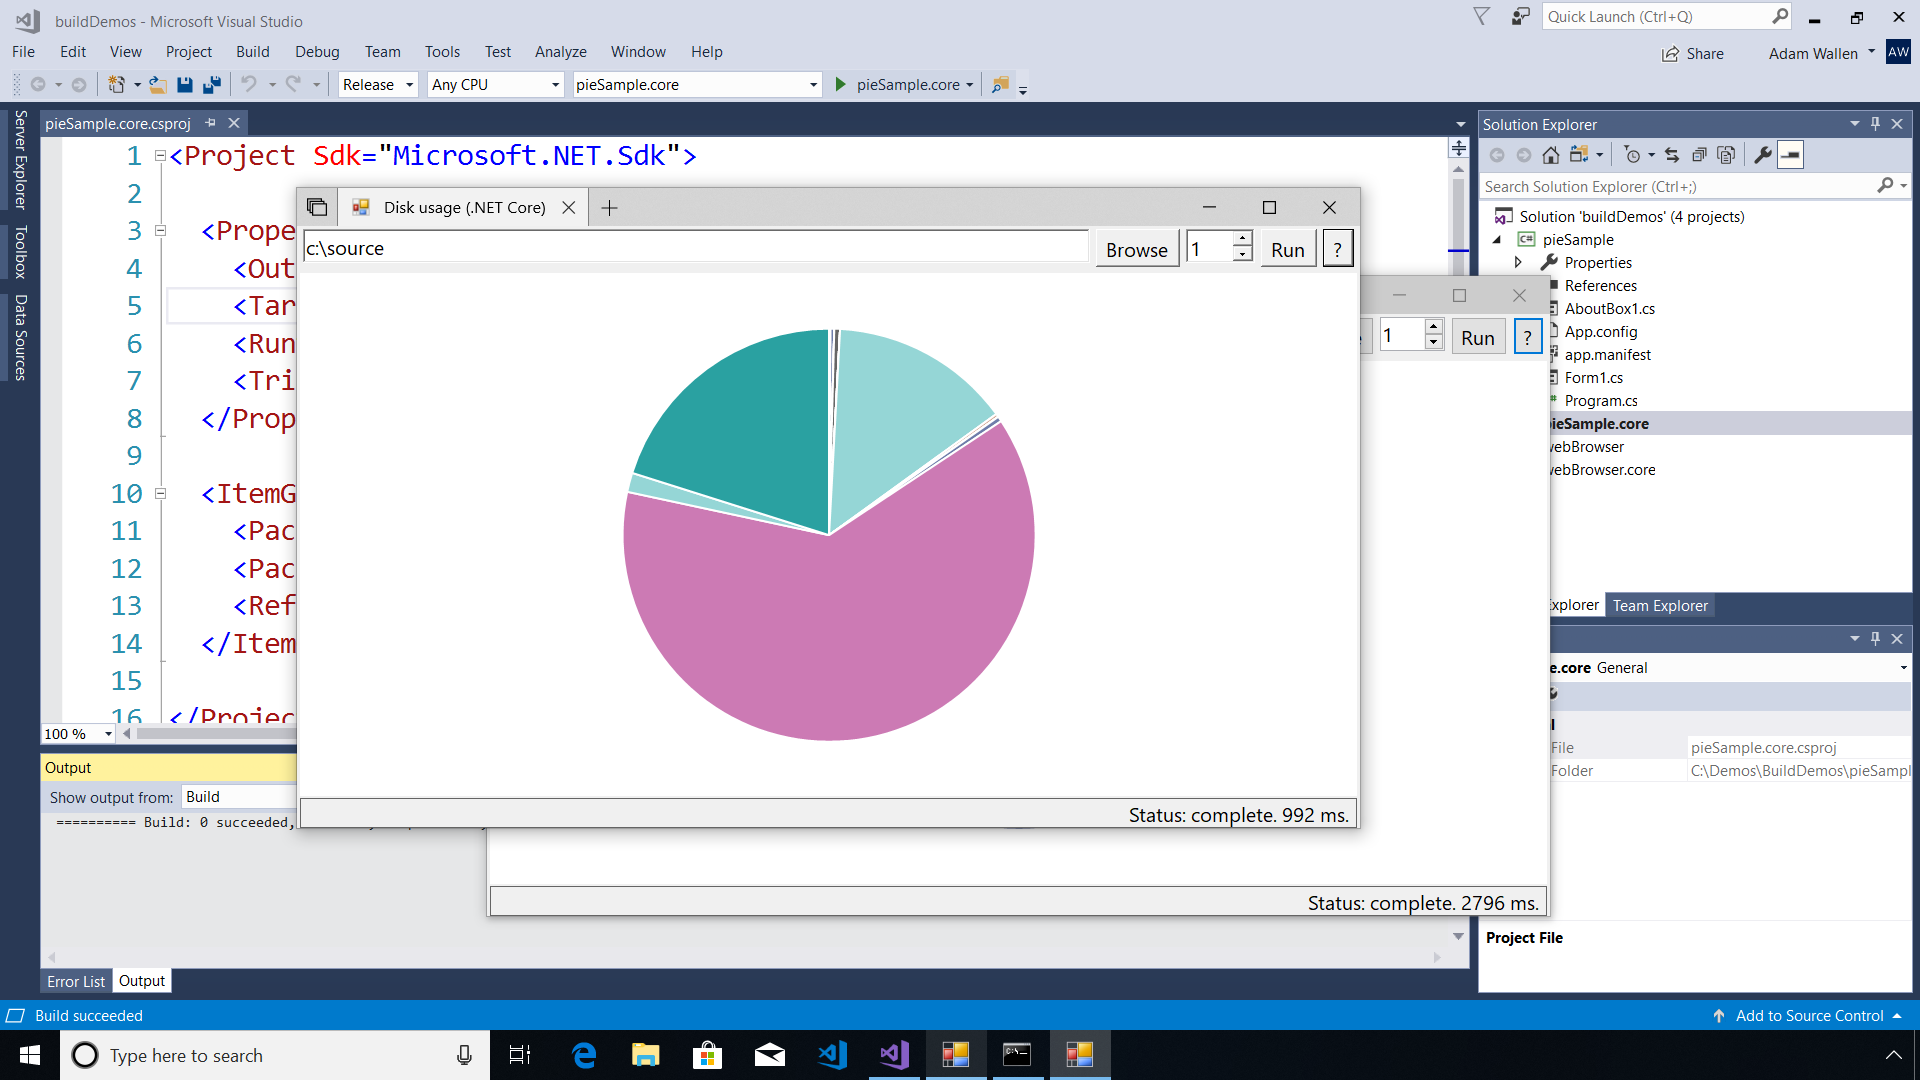 buildDemos - Microsoft Visual Studio
Quick Launch (Ctrl+Q)
File Edit View Project Build Debug Team Tools Test Analyze Window Help
Share
Adam Wallen
AW
Release
Any CPU
pieSample.core
pieSample.core
Server Explorer
Toolbox
Data Sources
pieSample.core.csproj
1 <Project Sdk="Microsoft.NET.Sdk">
2
3 <Prope
4 <Out
5 <Tar
6 <Run
7 <Tri
8 </Prop
9
10 <ItemG
11 <Pac
12 <Pac
13 <Ref
14 </Item
15
16 </Projec
100 %
Disk usage (.NET Core)
c:\source
Browse
1
Run
?
Status: complete. 992 ms.
1
Run
?
Status: complete. 2796 ms.
Output
Show output from: Build
========== Build: 0 succeeded,
Error List
Output
Solution Explorer
Search Solution Explorer (Ctrl+;)
Solution 'buildDemos' (4 projects)
C# pieSample
Properties
References
AboutBox1.cs
App.config
app.manifest
Form1.cs
Program.cs
pieSample.core
webBrowser
webBrowser.core
xplorer
Team Explorer
e.core General
File pieSample.core.csproj
Folder C:\Demos\BuildDemos\pieSampl
Project File
Build succeeded
Add to Source Control
Type here to search